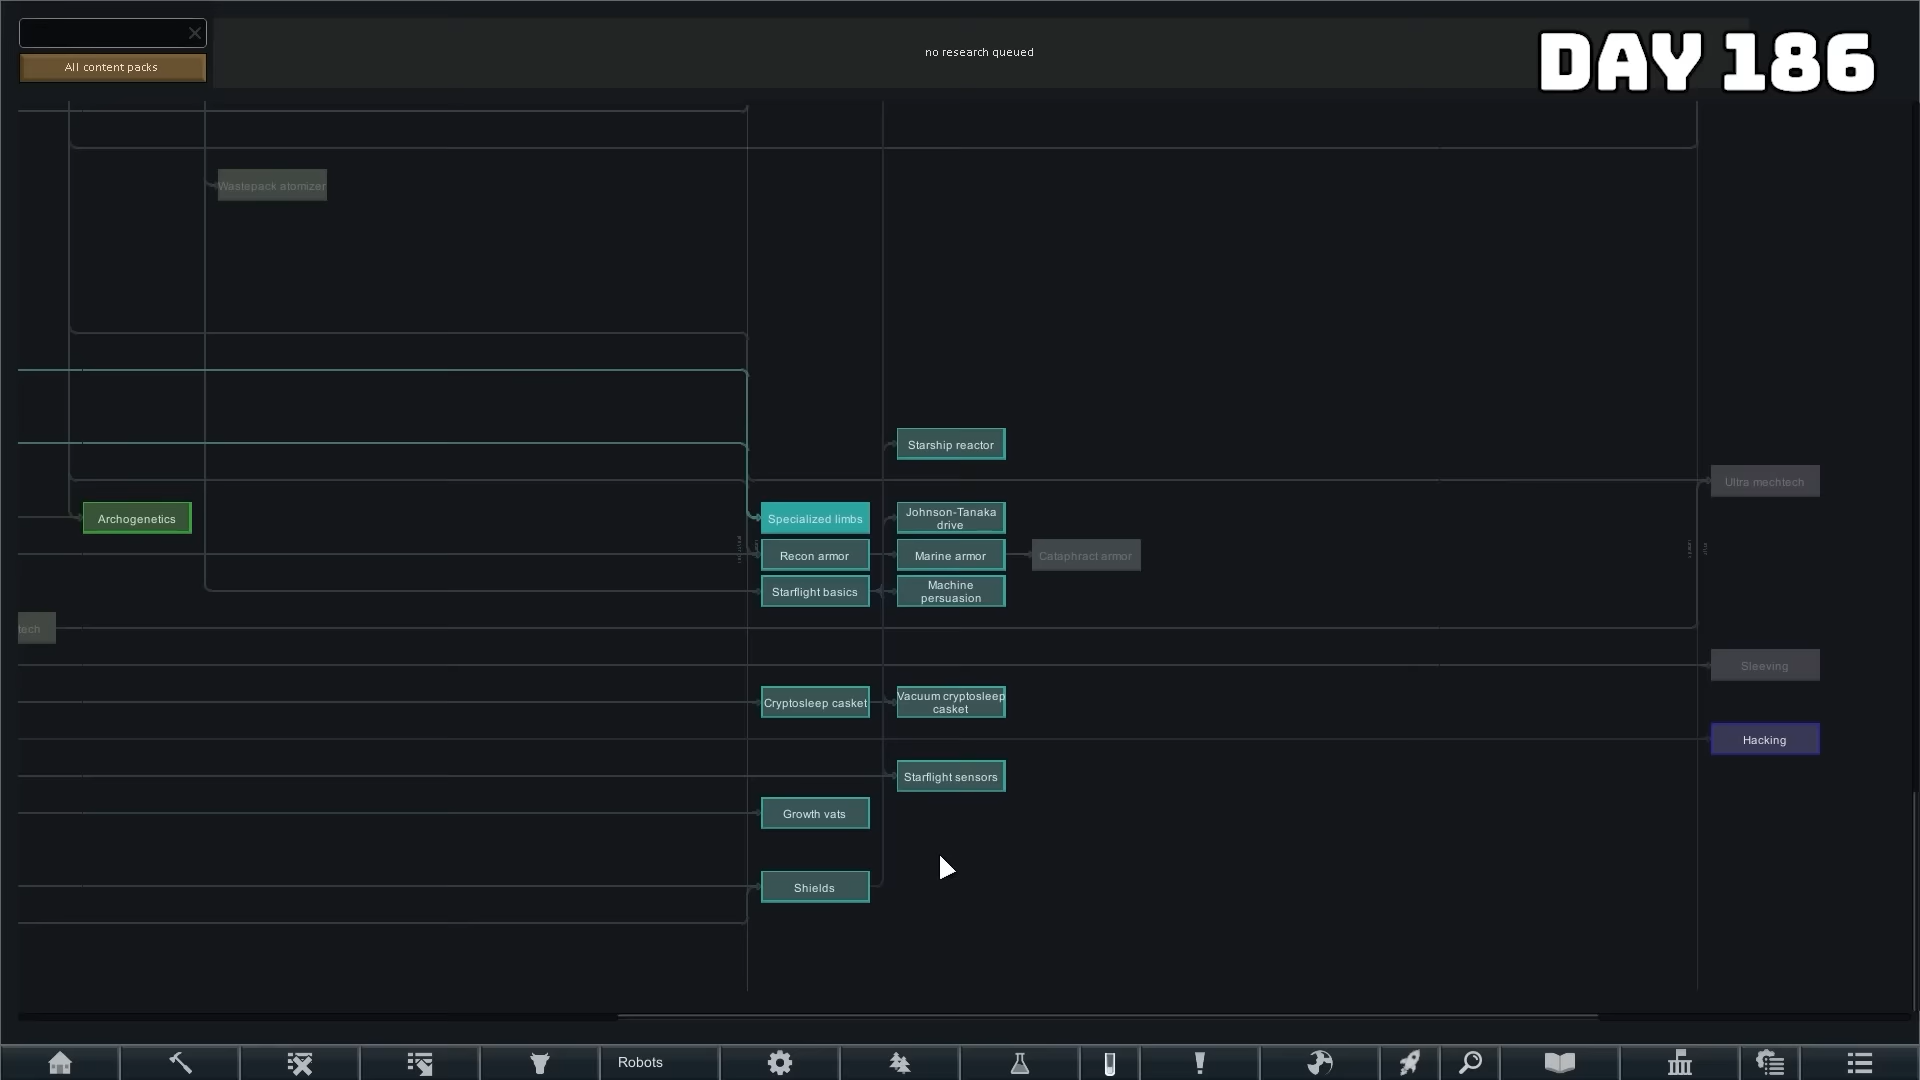 All content packs
no research queued
DAY 186
Wastepack atomizer
Starship reactor
Ultra mechtech
Archogenetics
Specialized limbs
Johnson-Tanaka
drive
Recon armor
Marine armor
Cataphract armor
Starflight basics
Machine
persuasion
tech
Sleeving
Cryptosleep casket
Vacuum cryptosleep
casket
Hacking
Starflight sensors
Growth vats
Shields
Robots